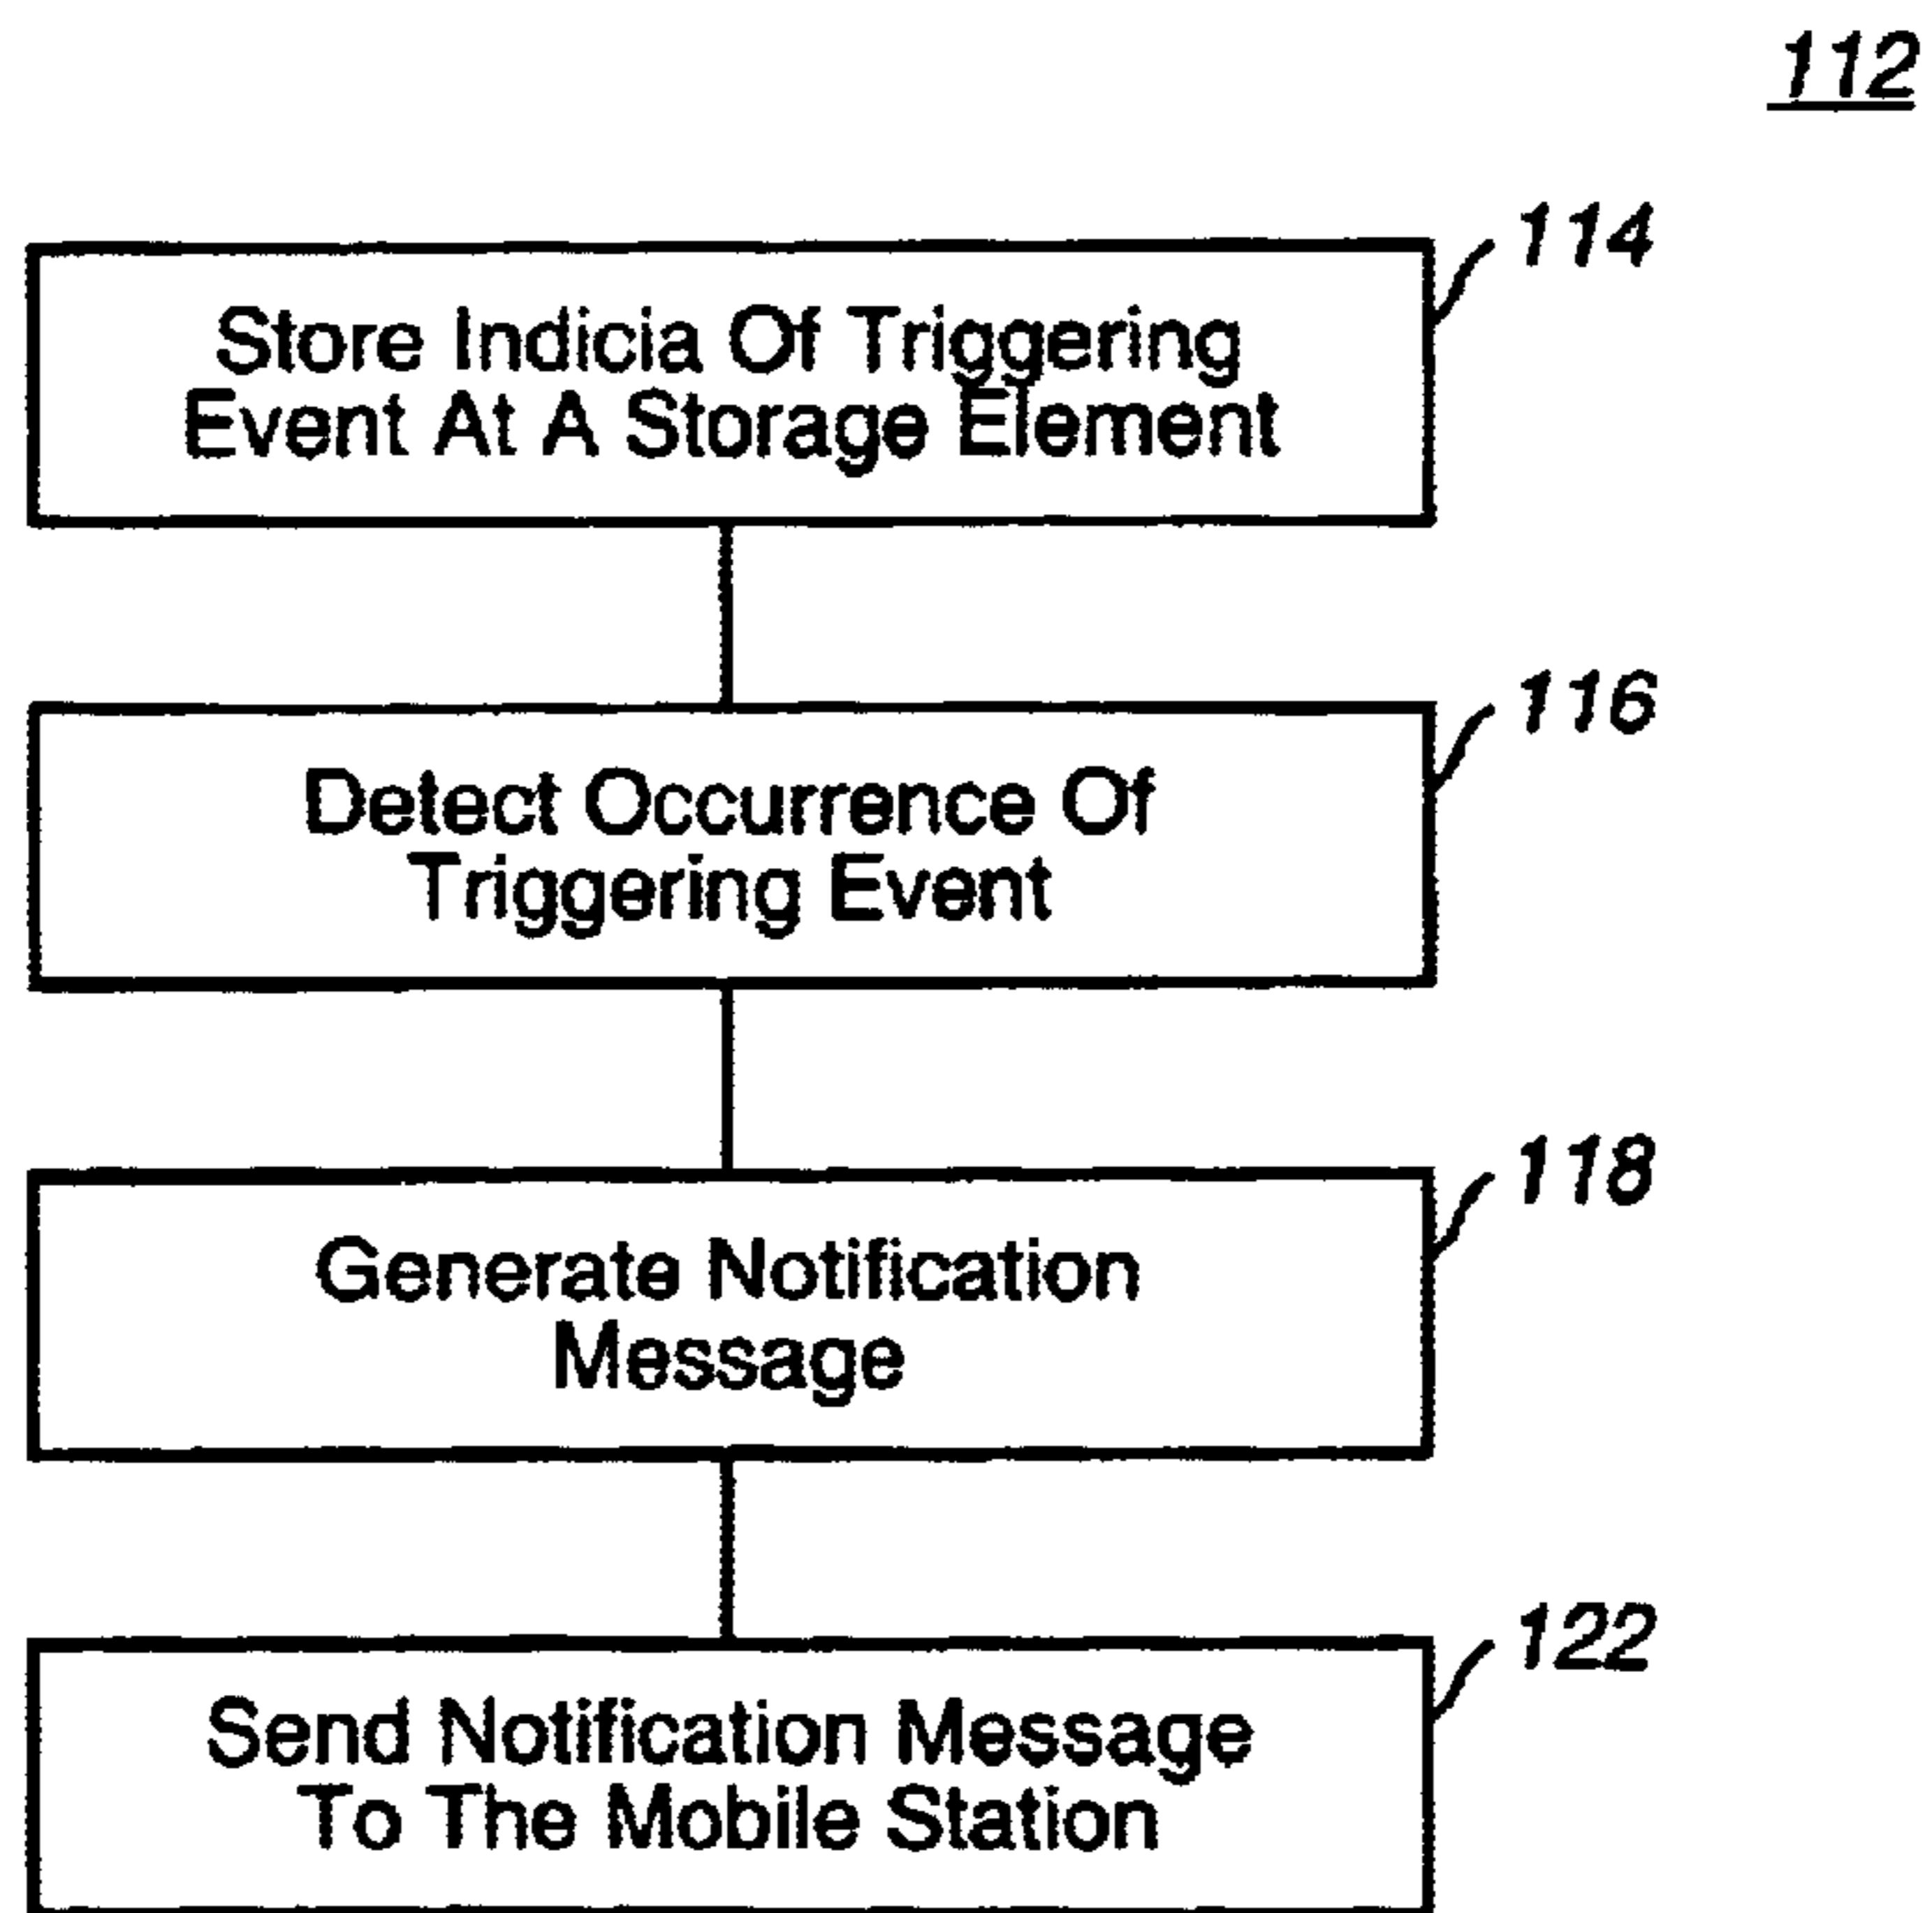 112
114
Store Indicia Of Triggering
Event At A Storage Element
116
Detect Occurrence Of
Triggering Event
118
Generate Notification
Message
122
Send Notification Message
To The Mobile Station